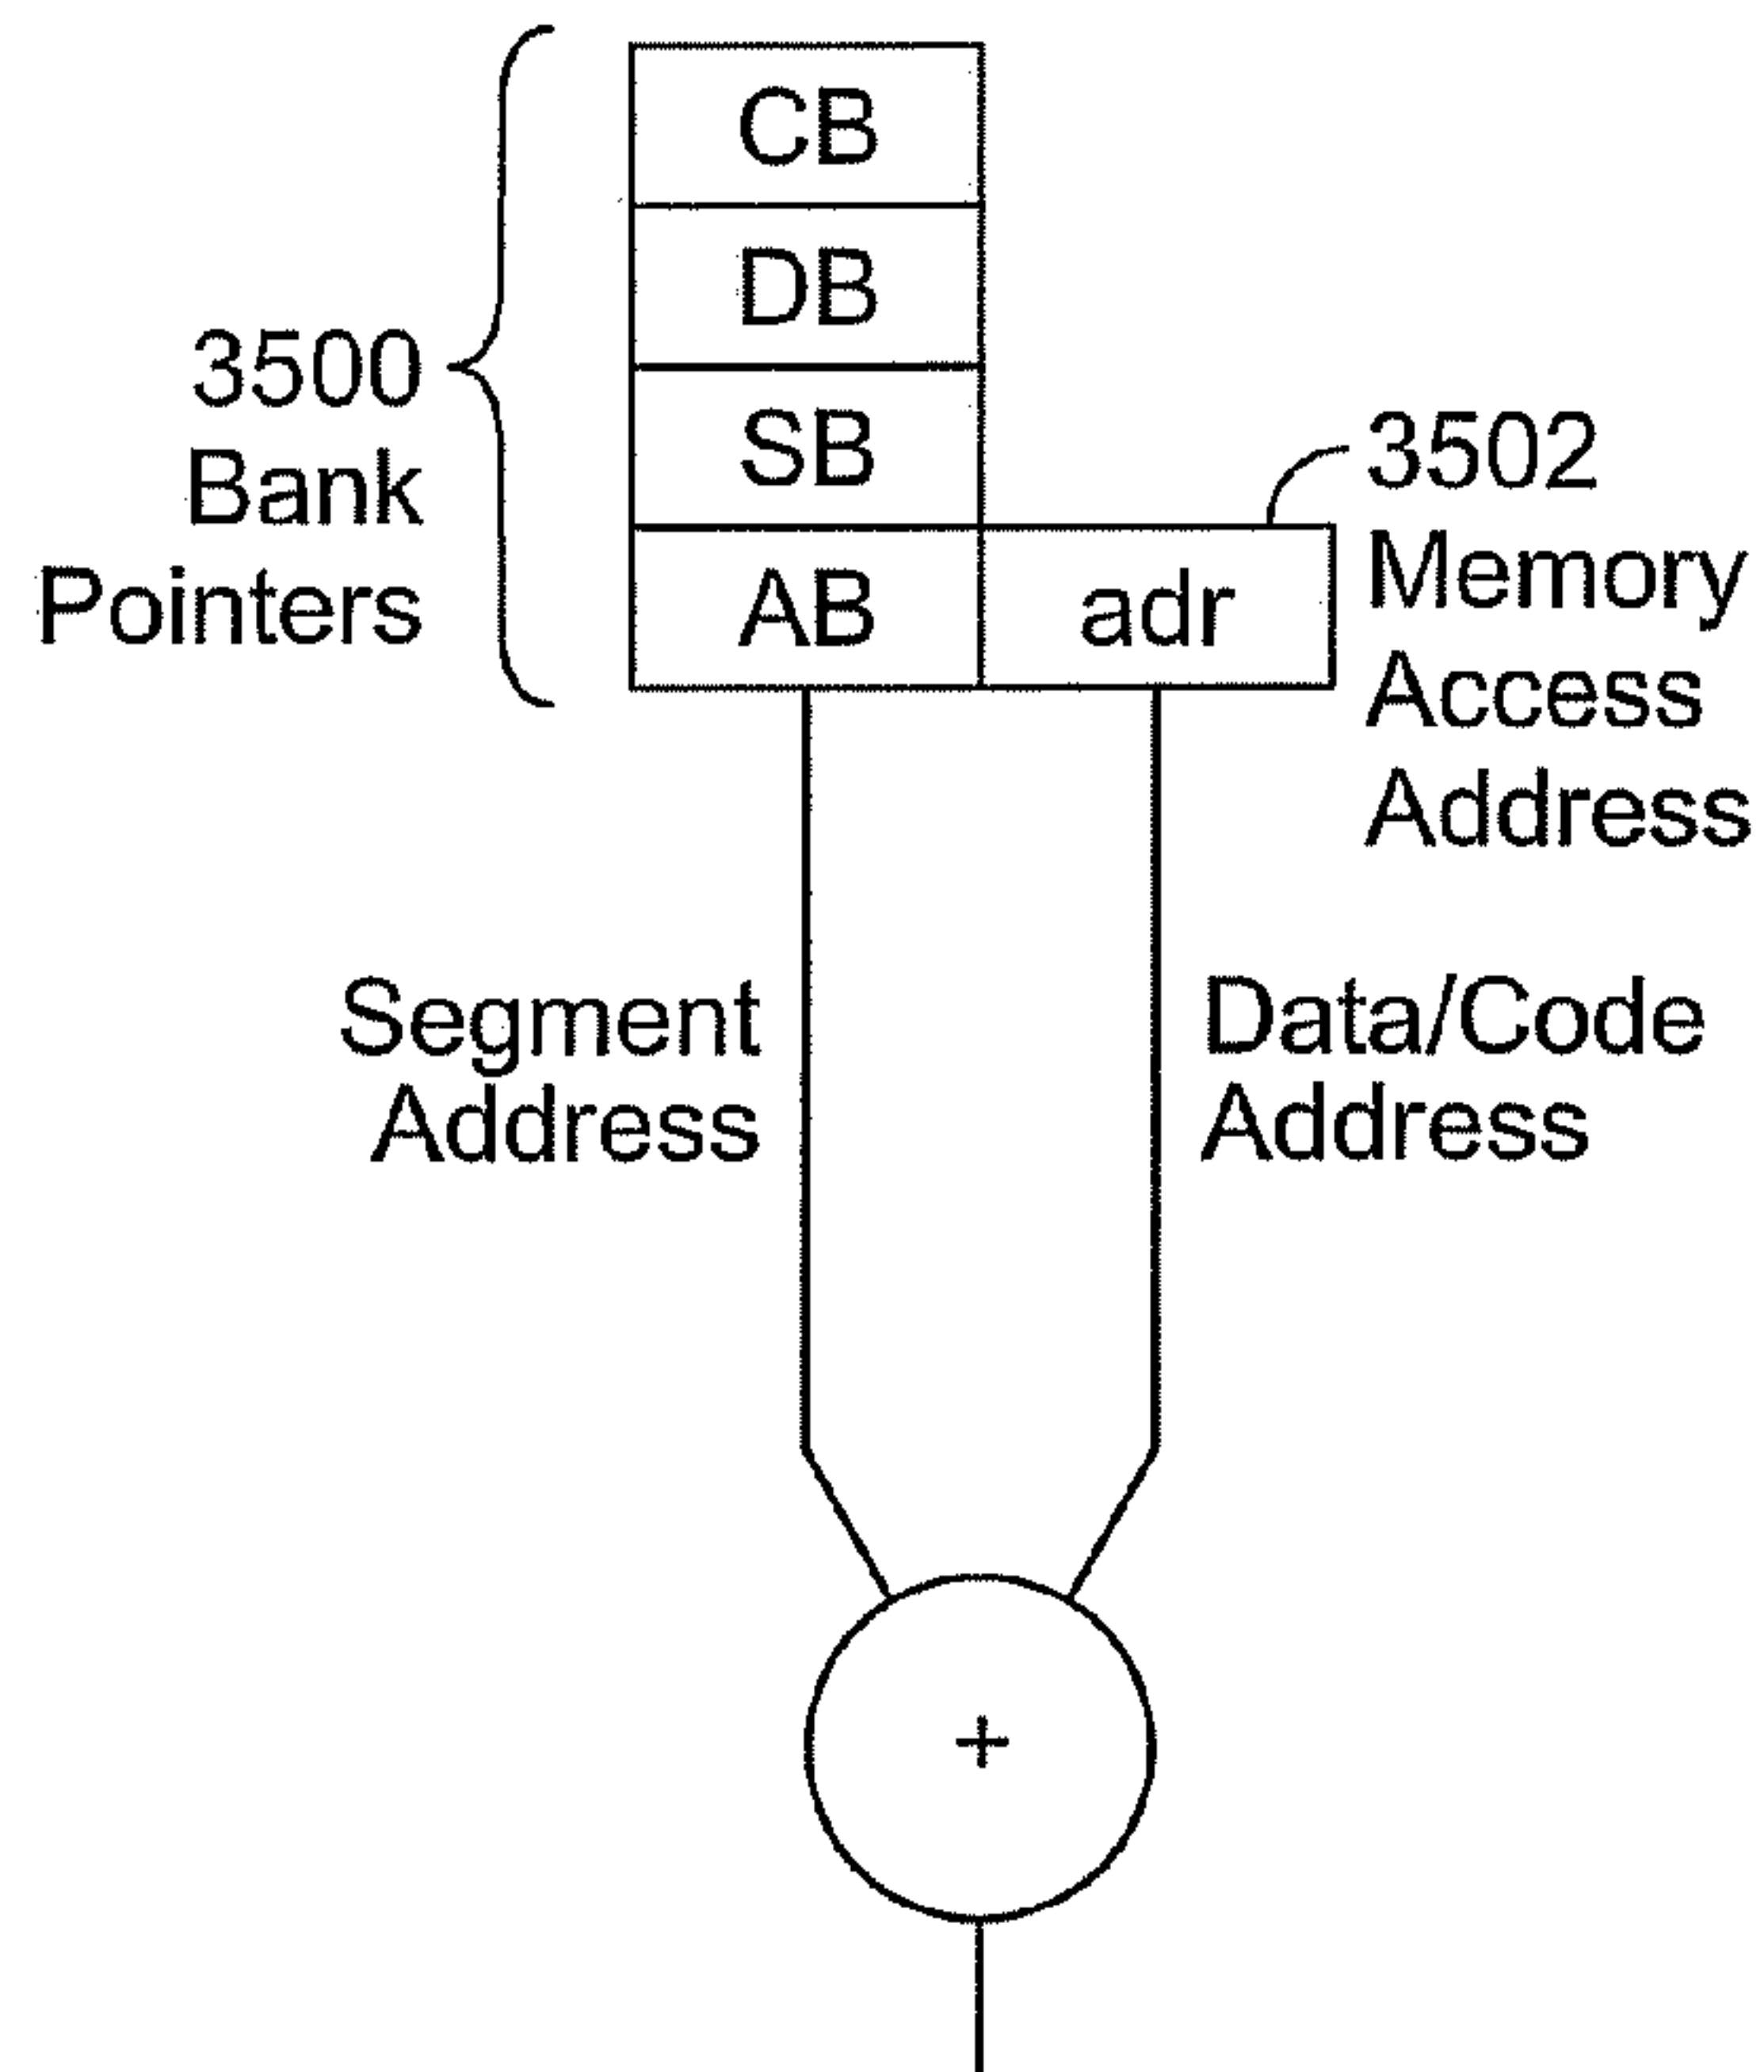 CB
DB
SB
AB
adr
3500
Bank
Pointers
3502
Memory
Access
Address
Segment
Address
Data/Code
Address
+